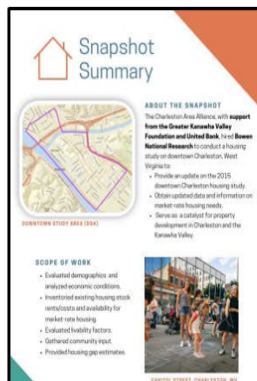 Snapshot
Summary
ABOUT THE SNAPSHOT
The Charleston Area Alliance, with support
from the Greater Kanawha Valley
Foundation and United Bank, hired Bowen
National Research to conduct a housing
study on downtown Charleston, West
Virginia to:
• Provide an update on the 2015
downtown Charleston housing study.
• Obtain updated data and information on
market-rate housing needs.
• Serve as a catalyst for property
development in Charleston and the
Kanawha Valley.
DOWNTOWN STUDY AREA (DSA)
SCOPE OF WORK
• Evaluated demographics and
analyzed economic conditions.
• Inventoried existing housing stock
rents/costs and availability for
market-rate housing.
• Evaluated livability factors.
• Gathered community input.
• Provided housing gap estimates.
CAPITOL STREET, CHARLESTON, WV